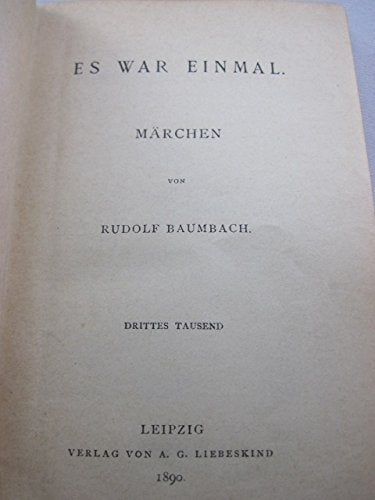 ES WAR EINMAL.
MÄRCHEN
VON
RUDOLF BAUMBACH.
DRITTES TAUSEND
LEIPZIG
VERLAG VON A. G. LIEBESKIND
1890.